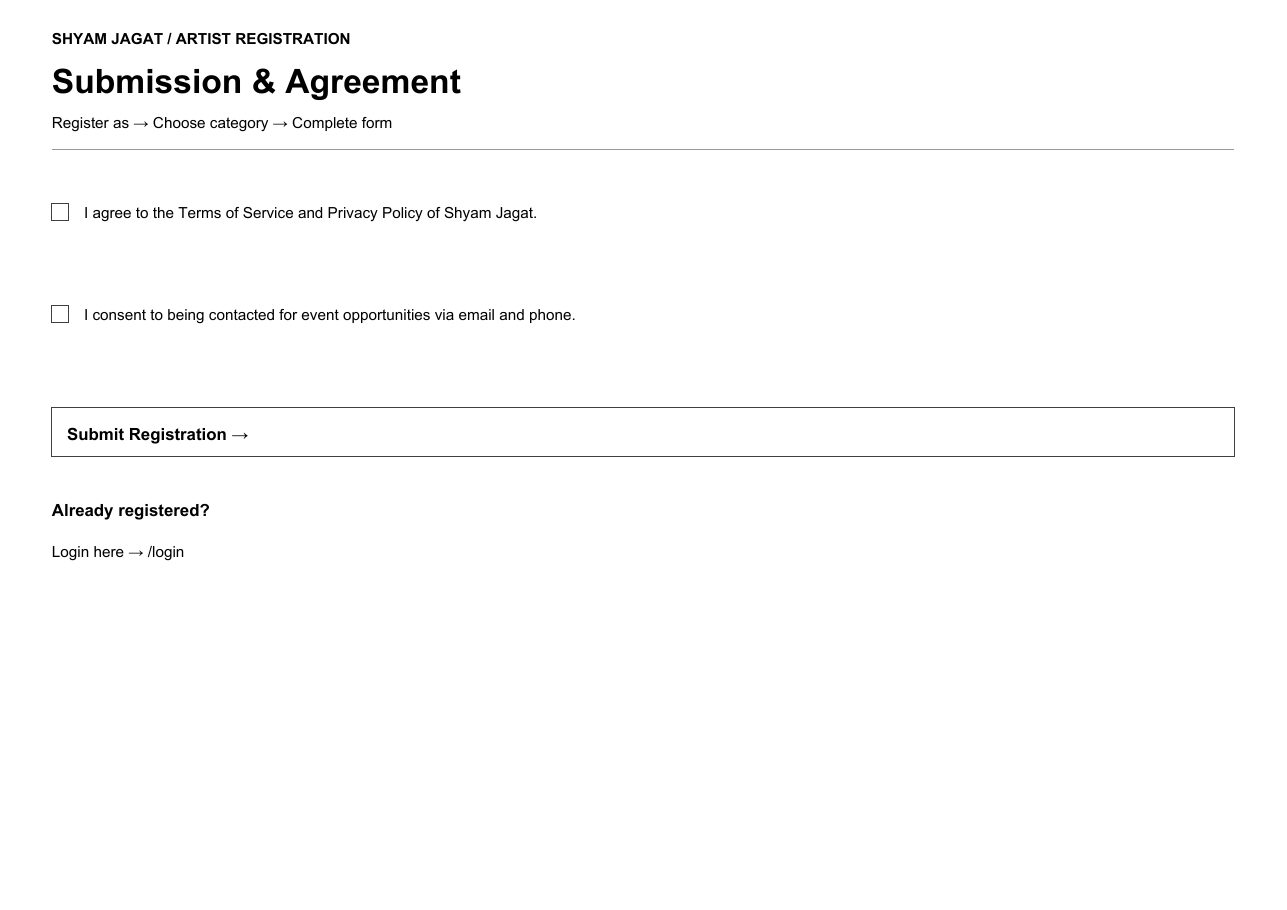 SHYAM JAGAT / ARTIST REGISTRATION
Submission & Agreement
Register as → Choose category → Complete form
I agree to the Terms of Service and Privacy Policy of Shyam Jagat.
I consent to being contacted for event opportunities via email and phone.
Submit Registration →
Already registered?
Login here → /login